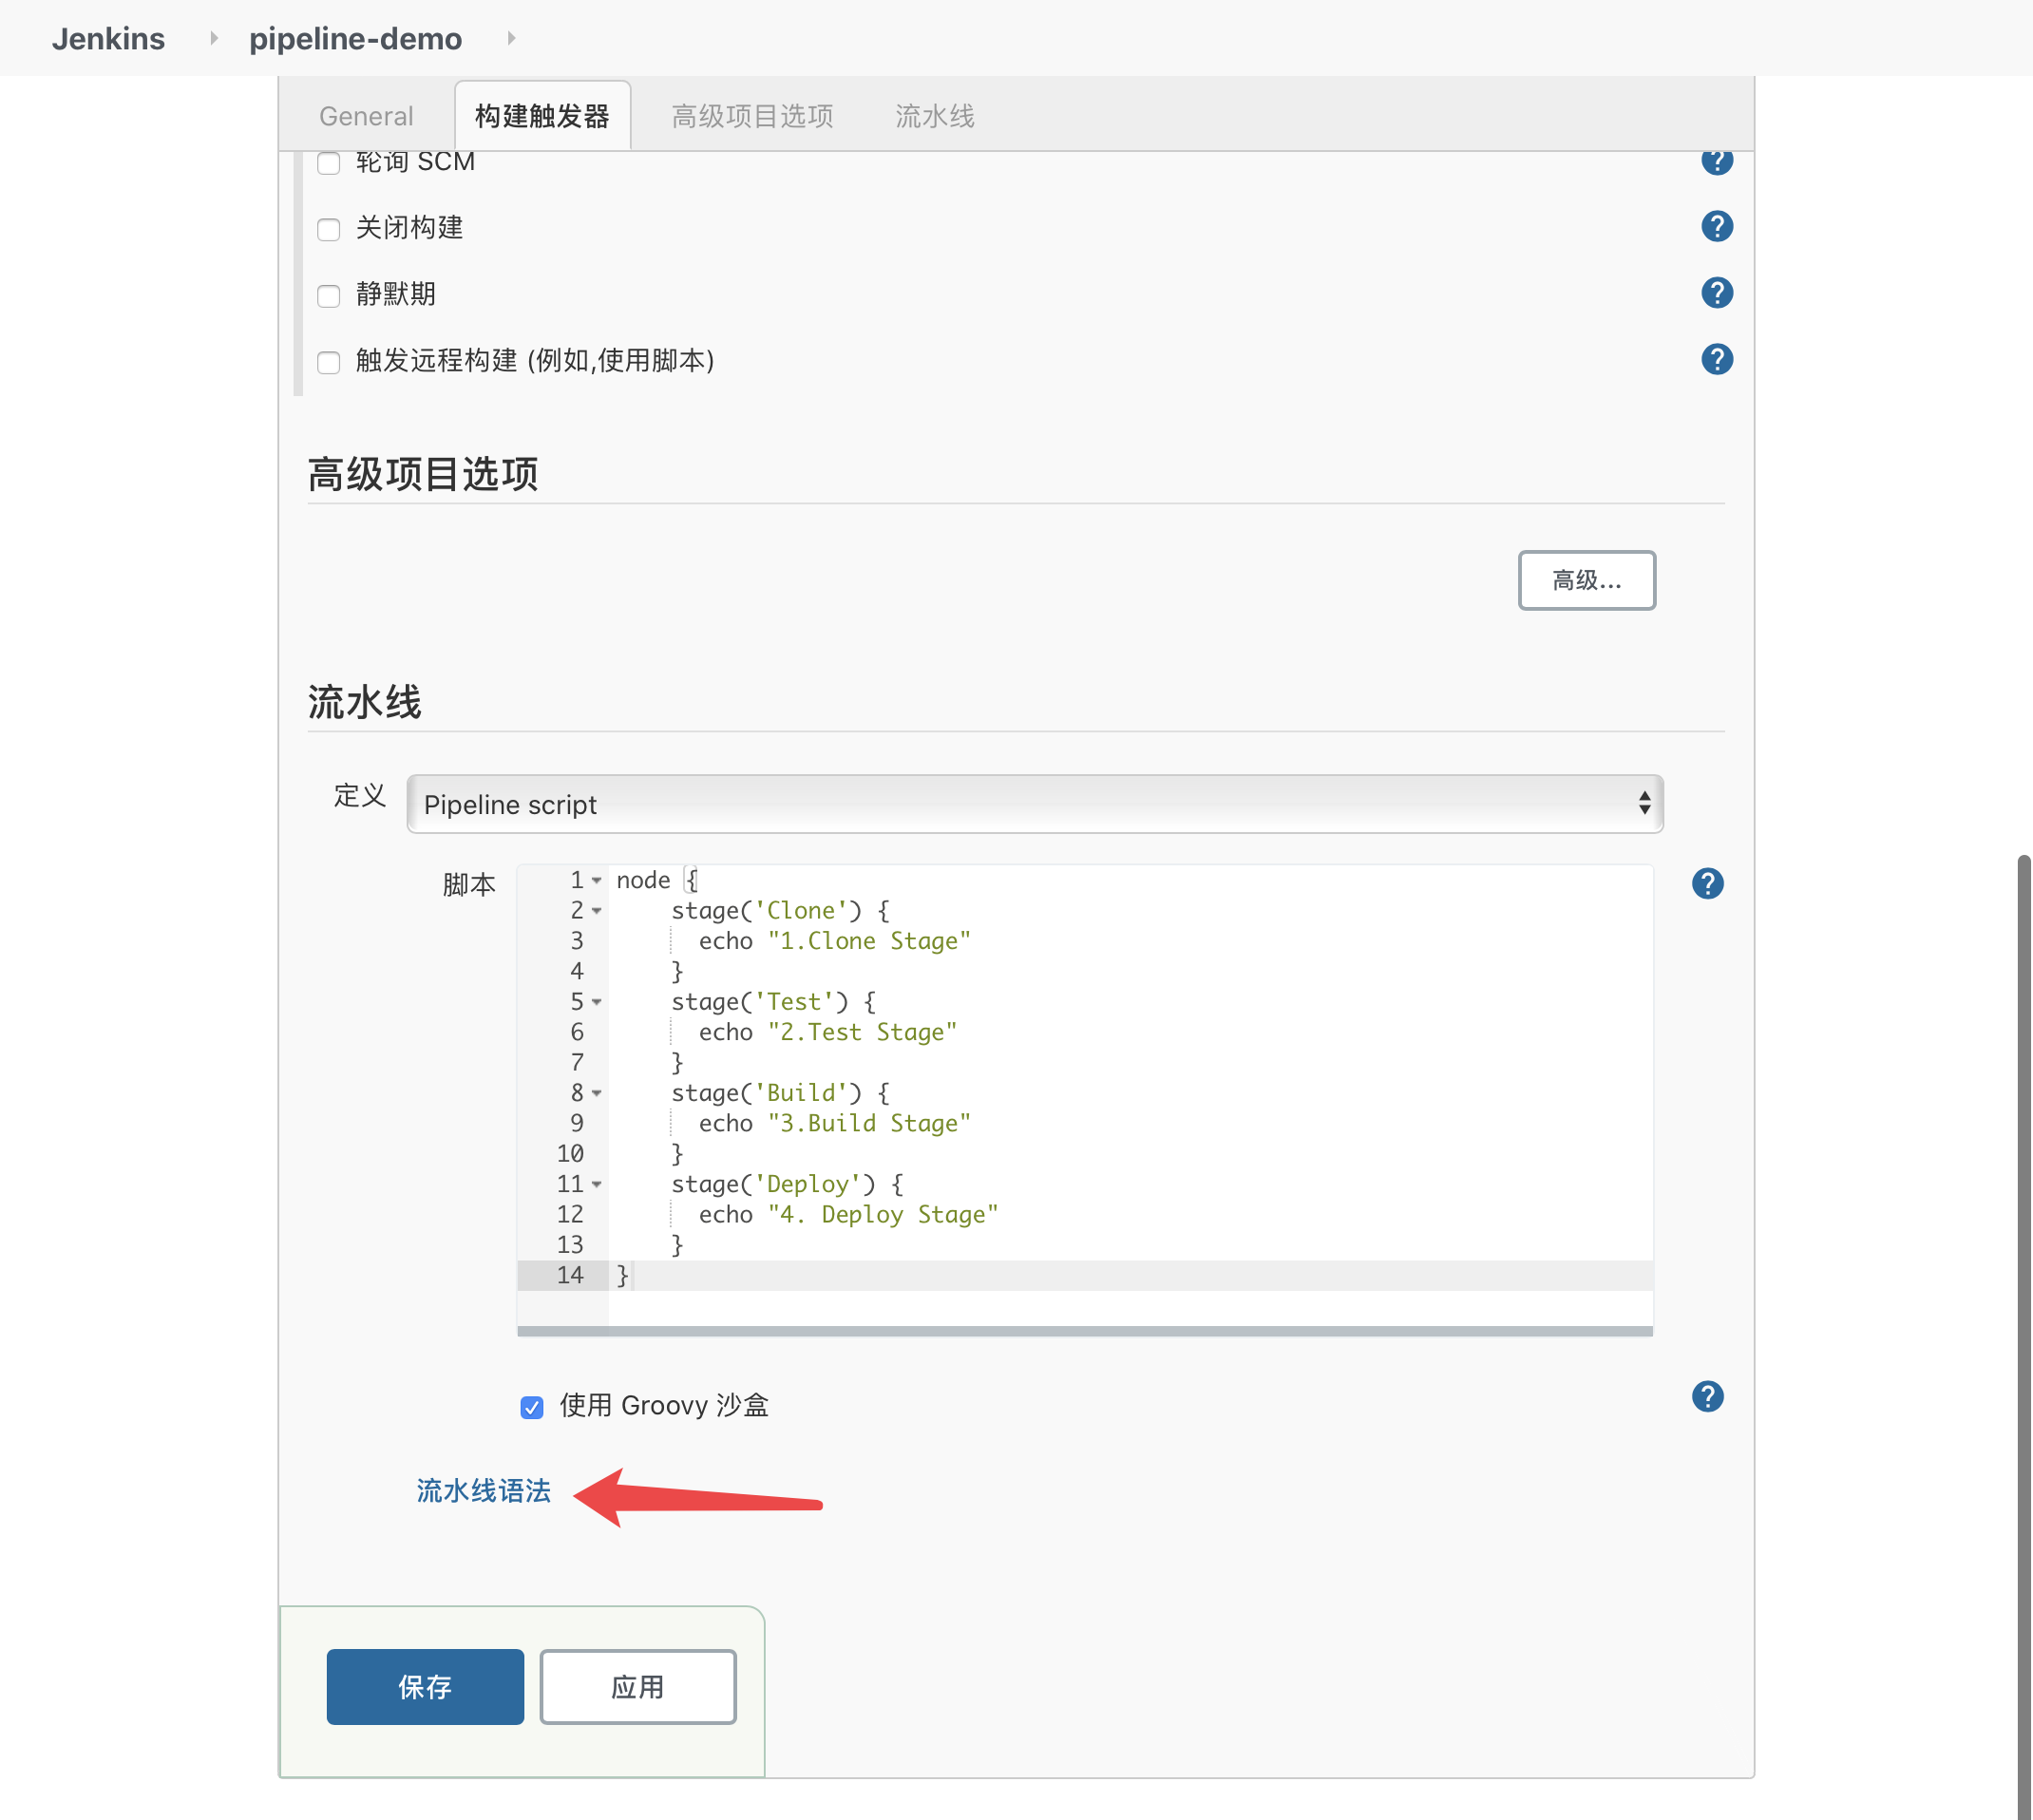 Jenkins pipeline-demo
General 构建触发器 高级项目选项 流水线
轮询 SCM
关闭构建
静默期
触发远程构建 (例如,使用脚本)
高级项目选项
高级...
流水线
定义 Pipeline script
脚本
1 node {
2 stage('Clone') {
3 echo "1.Clone Stage"
4 }
5 stage('Test') {
6 echo "2.Test Stage"
7 }
8 stage('Build') {
9 echo "3.Build Stage"
10 }
11 stage('Deploy') {
12 echo "4. Deploy Stage"
13 }
14 }
使用 Groovy 沙盒
流水线语法
保存 应用